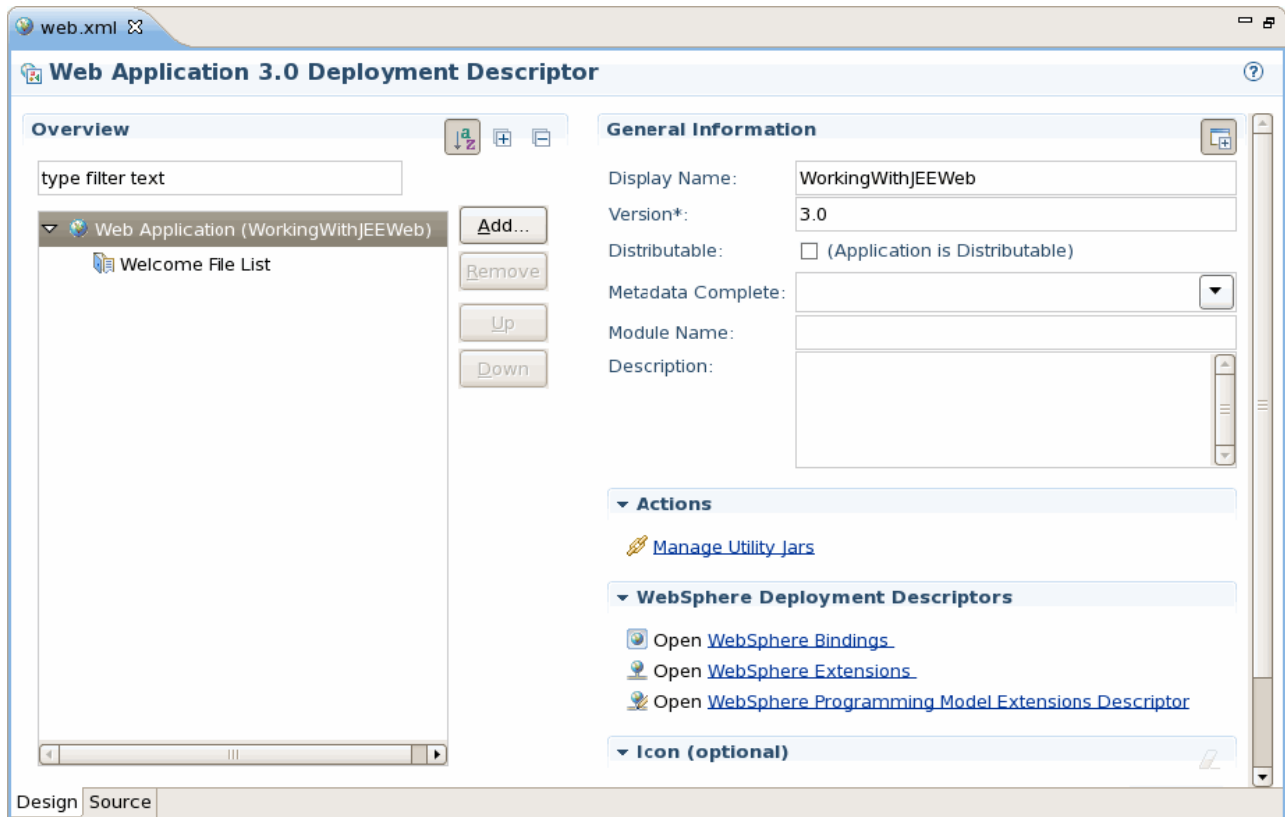 web.xml
Web Application 3.0 Deployment Descriptor
Overview
type filter text
Web Application (WorkingWithJEEWeb)
Welcome File List
Add...
Remove
Up
Down
General Information
Display Name: WorkingWithJEEWeb
Version*: 3.0
Distributable: (Application is Distributable)
Metadata Complete:
Module Name:
Description:
Actions
Manage Utility Jars
WebSphere Deployment Descriptors
Open WebSphere Bindings
Open WebSphere Extensions
Open WebSphere Programming Model Extensions Descriptor
Icon (optional)
Design Source